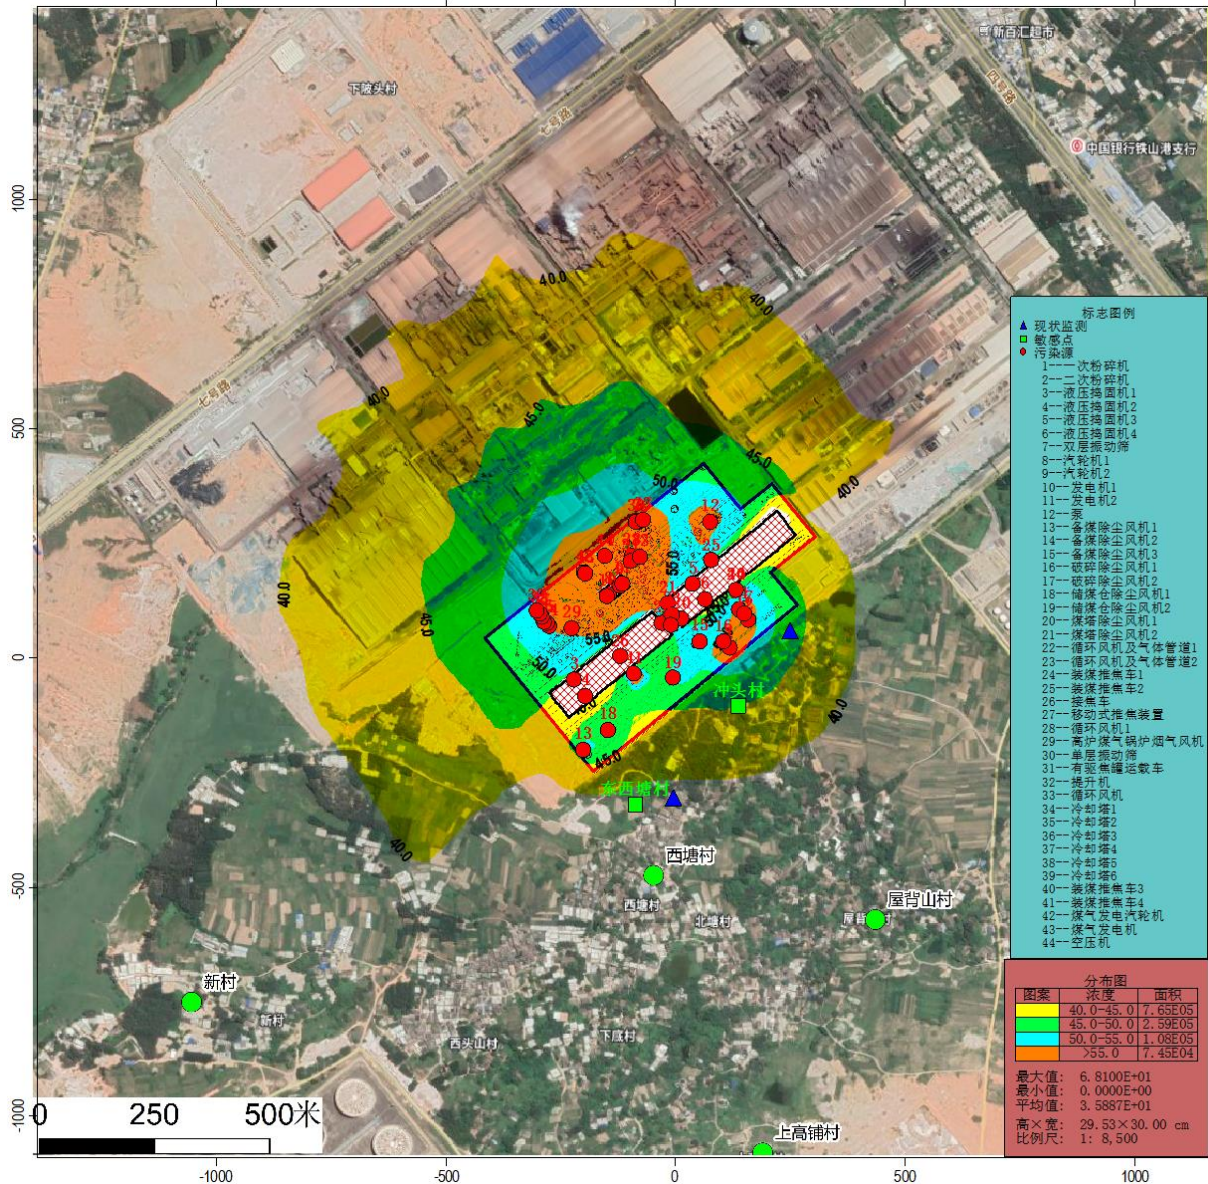 新百汇超市
四号路
下陂头村
七号路
中国银行铁山港支行
1000
40.0
40.0
七号路
40.0
45.0
500
45.0
40.0
50.0
12
55.0
25
5
6
40.0
45.0
29
55.0
50.0
0
3
19
冲头村
18
13
45.0
40.0
东西塘村
40.0
西塘村
西塘村
北塘村
-500
屋背山村
新村
新村
西头山村
下底村
-1000
0 250 500米
上高铺村
-1000 -500 0 500 1000
标志图例
现状监测
敏感点
污染源
1---一次粉碎机
2---二次粉碎机
3---液压捣固机1
4---液压捣固机2
5---液压捣固机3
6---液压捣固机4
7---双层振动筛
8---汽轮机1
9---汽轮机2
10---发电机1
11---发电机2
12---泵
13---备煤除尘风机1
14---备煤除尘风机2
15---备煤除尘风机3
16---破碎除尘风机1
17---破碎除尘风机2
18---储煤仓除尘风机1
19---储煤仓除尘风机2
20---煤塔除尘风机1
21---煤塔除尘风机2
22---循环风机及气体管道1
23---循环风机及气体管道2
24---装煤推焦车1
25---装煤推焦车2
26---接焦车
27---移动式推焦装置
28---循环风机1
29---高炉煤气锅炉烟气风机
30---单层振动筛
31---有驱焦罐运载车
32---提升机
33---循环风机
34---冷却塔1
35---冷却塔2
36---冷却塔3
37---冷却塔4
38---冷却塔5
39---冷却塔6
40---装煤推焦车3
41---装煤推焦车4
42---煤气发电汽轮机
43---煤气发电机
44---空压机
分布图
图案 浓度 面积
40.0-45.0 7.65E05
45.0-50.0 2.59E05
50.0-55.0 1.08E05
>55.0 7.45E04
最大值: 6.8100E+01
最小值: 0.0000E+00
平均值: 3.5887E+01
高×宽: 29.53×30.00 cm
比例尺: 1: 8,500